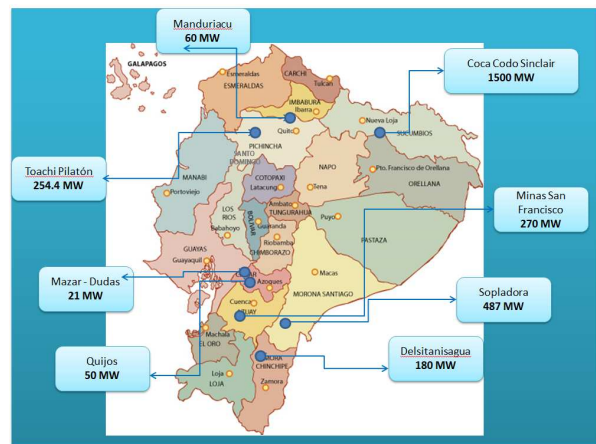 Manduriacu
60 MW
GALAPAGOS
Coca Codo Sinclair
1500 MW
Esmeraldas
ESMERALDAS
CARCHI
Tulcan
IMBABURA
Ibarra
Nueva Loja
SUCUMBIOS
Quito
PICHINCHA
SANTO
DOMINGO
Toachi Pilatón
254.4 MW
MANABI
Portoviejo
COTOPAXI
Latacunga
NAPO
Tena
Pto. Francisco de Orellana
ORELLANA
Minas San
Francisco
270 MW
LOS
RIOS
Babahoyo
BOLIVAR
Guaranda
Ambato
TUNGURAHUA
Riobamba
CHIMBORAZO
Puyo
PASTAZA
GUAYAS
Guayaquil
Mazar - Dudas
21 MW
Azogues
Macas
MORONA SANTIAGO
Cuenca
Sopladora
487 MW
Machala
EL ORO
Quijos
50 MW
Loja
LOJA
CHINCHIPE
Zamora
Delsitanisagua
180 MW